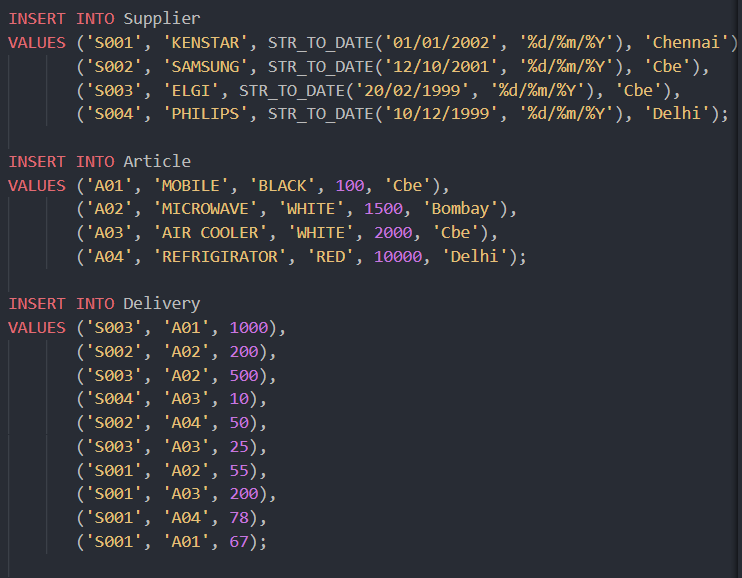 INSERT INTO Supplier
VALUES ('S001', 'KENSTAR', STR_TO_DATE('01/01/2002', '%d/%m/%Y'), 'Chennai')
('S002', 'SAMSUNG', STR_TO_DATE('12/10/2001', '%d/%m/%Y'), 'Cbe'),
('S003', 'ELGI', STR_TO_DATE('20/02/1999', '%d/%m/%Y'), 'Cbe'),
('S004', 'PHILIPS', STR_TO_DATE('10/12/1999', '%d/%m/%Y'), 'Delhi');
INSERT INTO Article
VALUES ('A01', 'MOBILE', 'BLACK', 100, 'Cbe'),
('A02', 'MICROWAVE', 'WHITE', 1500, 'Bombay'),
('A03', 'AIR COOLER', 'WHITE', 2000, 'Cbe'),
('A04', 'REFRIGIRATOR', 'RED', 10000, 'Delhi');
INSERT INTO Delivery
VALUES ('S003', 'A01', 1000),
('S002', 'A02', 200),
('S003', 'A02', 500),
('S004', 'A03', 10),
('S002', 'A04', 50),
('S003', 'A03', 25),
('S001', 'A02', 55),
('S001', 'A03', 200),
('S001', 'A04', 78),
('S001', 'A01', 67);